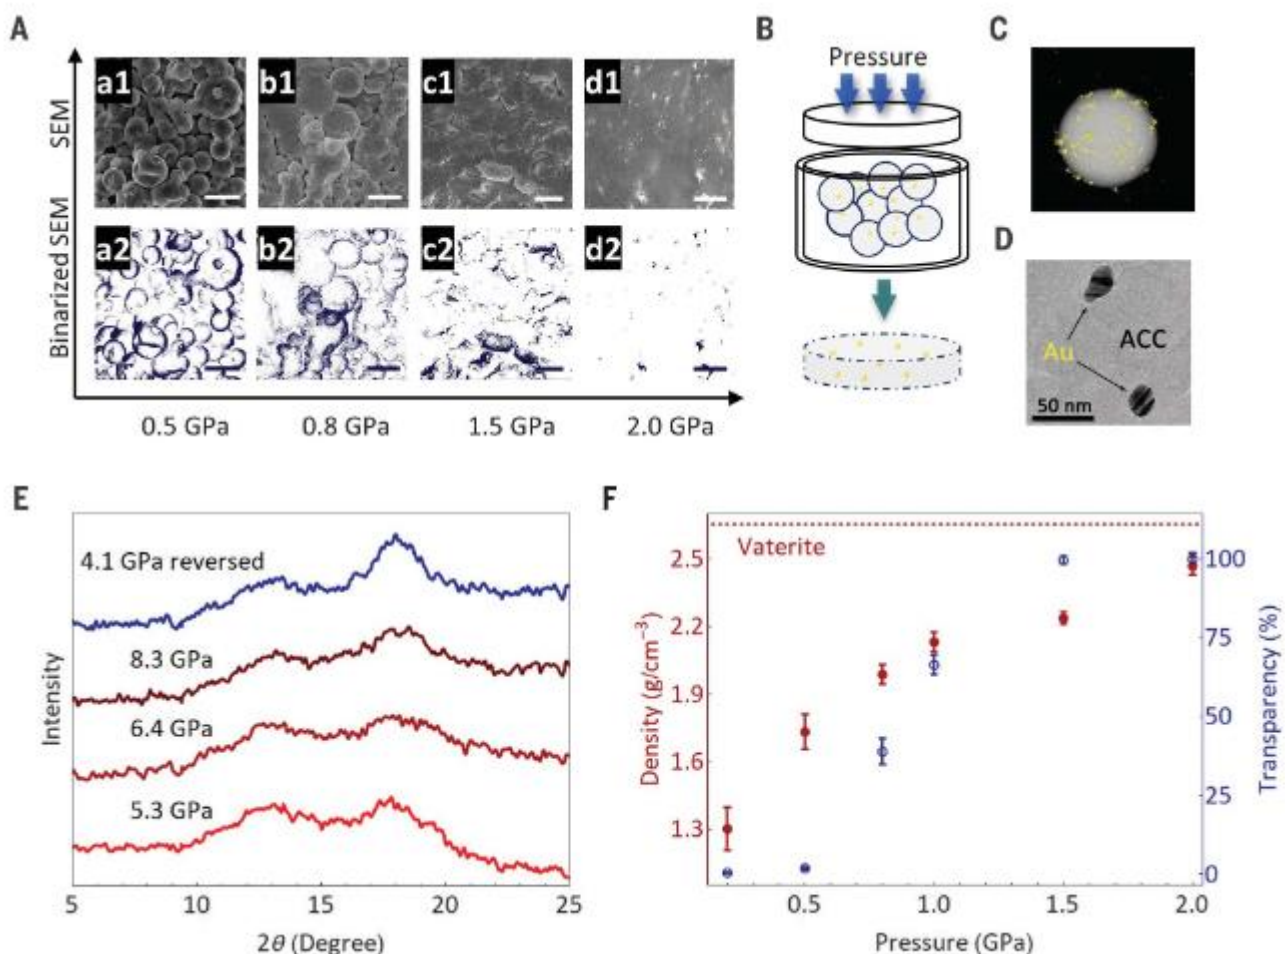 A
B
C
Pressure
SEM
a1
b1
c1
d1
D
Binarized SEM
a2
b2
c2
d2
Au
ACC
50 nm
0.5 GPa
0.8 GPa
1.5 GPa
2.0 GPa
E
F
4.1 GPa reversed
8.3 GPa
6.4 GPa
5.3 GPa
Intensity
5
10
15
20
25
2θ (Degree)
Vaterite
Density (g/cm⁻³)
2.5
2.2
1.9
1.6
1.3
Transparency (%)
100
75
50
25
0
0.5
1.0
1.5
2.0
Pressure (GPa)